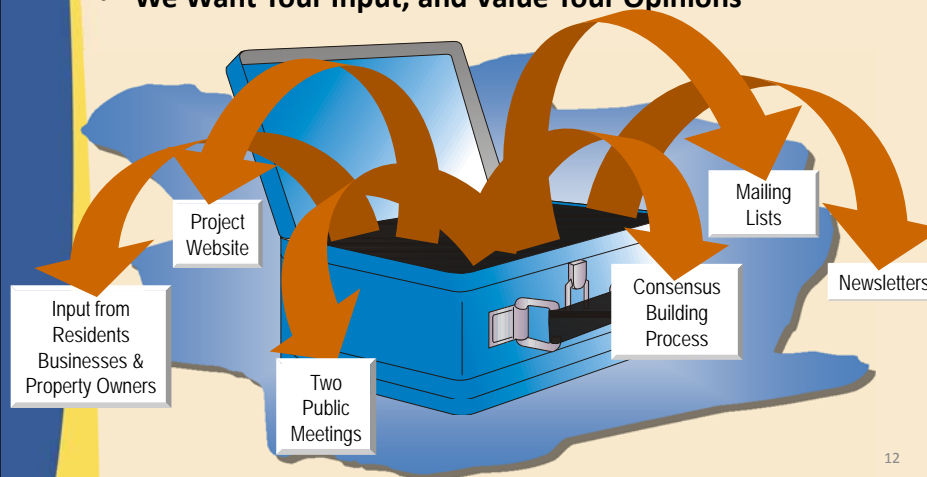 • We Want Your Input, and Value Your Opinions
Project
Website
Mailing
Lists
Input from
Residents
Businesses &
Property Owners
Two
Public
Meetings
Consensus
Building
Process
Newsletters
12